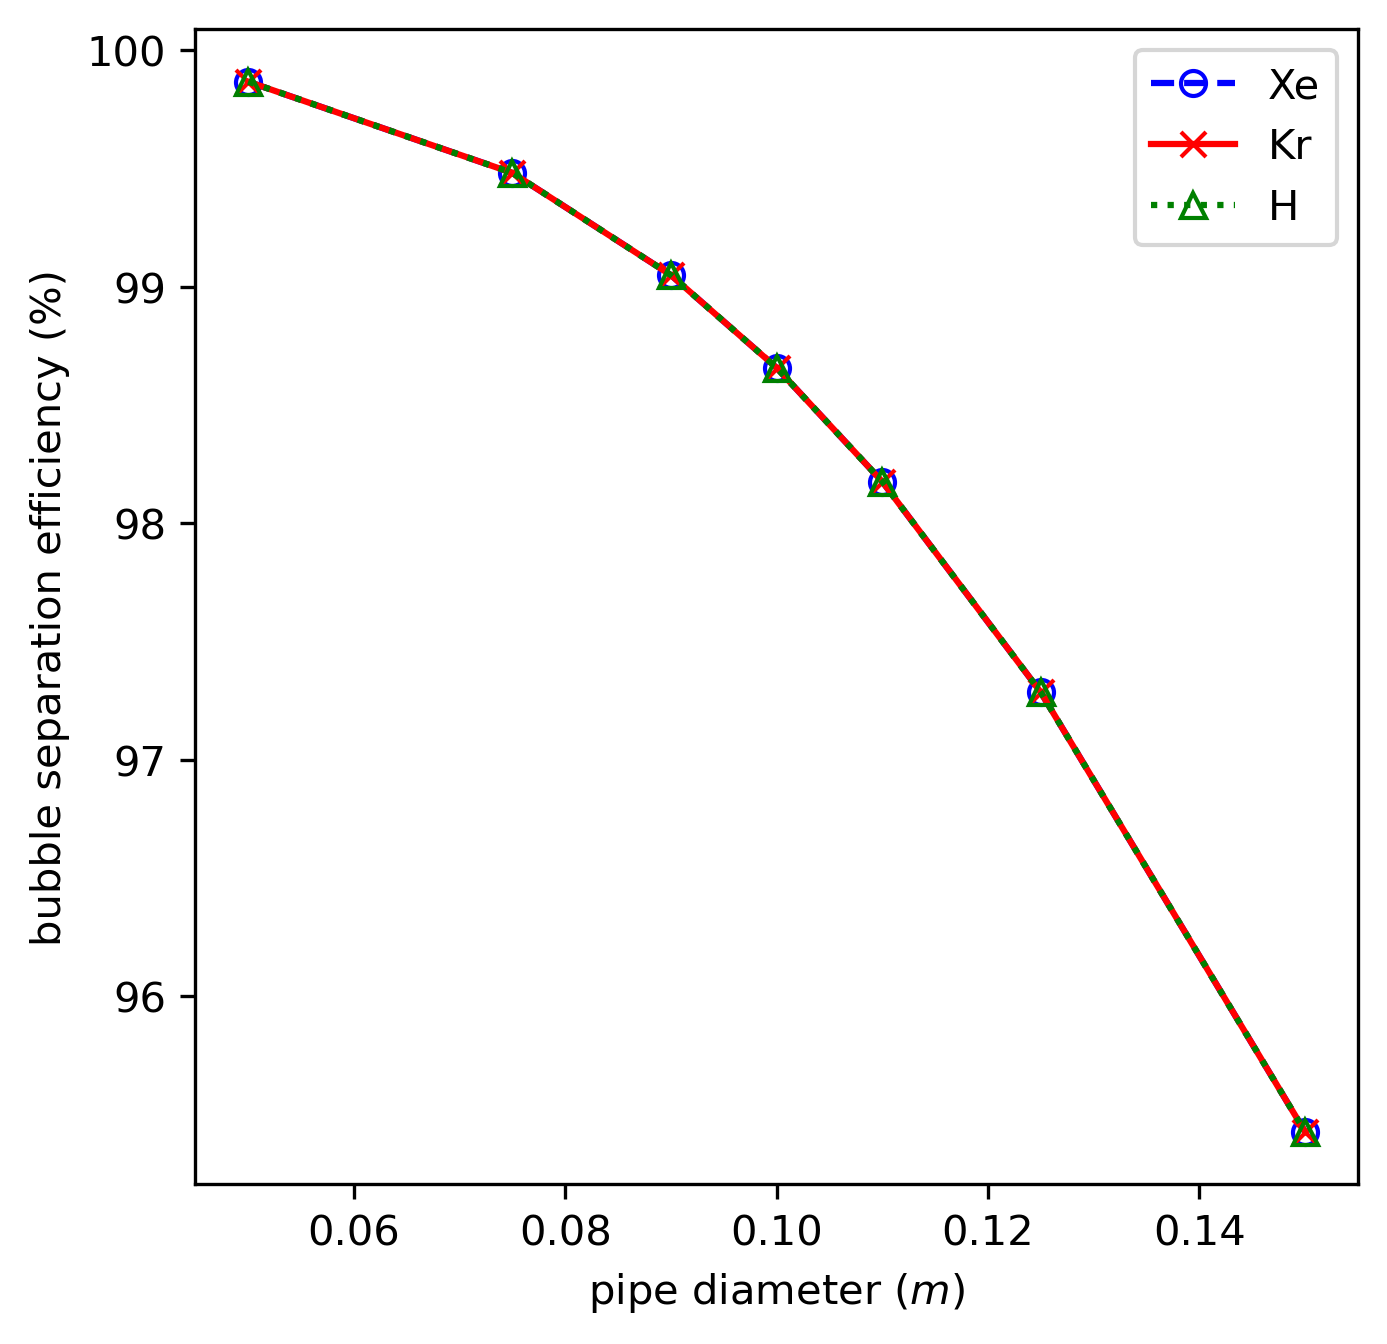 100
99
98
97
96
bubble separation efficiency (%)
Xe
Kr
H
0.06 0.08 0.10 0.12 0.14
pipe diameter (m)